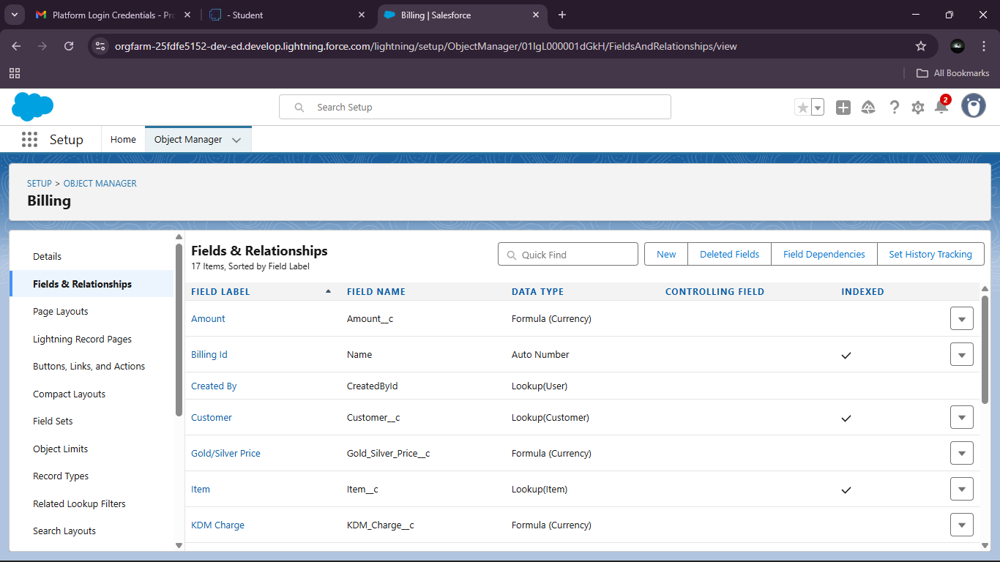 Platform Login Credentials - Pro
- Student
Billing | Salesforce
orgfarm-25fdfe5152-dev-ed.develop.lightning.force.com/lightning/setup/ObjectManager/01IgL000001dGkH/FieldsAndRelationships/view
All Bookmarks
Search Setup
2
Setup
Home
Object Manager
SETUP > OBJECT MANAGER
Billing
Details
Fields & Relationships
Page Layouts
Lightning Record Pages
Buttons, Links, and Actions
Compact Layouts
Field Sets
Object Limits
Record Types
Related Lookup Filters
Search Layouts
Fields & Relationships
17 Items, Sorted by Field Label
Quick Find
New
Deleted Fields
Field Dependencies
Set History Tracking
FIELD LABEL FIELD NAME DATA TYPE CONTROLLING FIELD INDEXED
Amount Amount__c Formula (Currency)
Billing Id Name Auto Number
Created By CreatedById Lookup(User)
Customer Customer__c Lookup(Customer)
Gold/Silver Price Gold_Silver_Price__c Formula (Currency)
Item Item__c Lookup(Item)
KDM Charge KDM_Charge__c Formula (Currency)